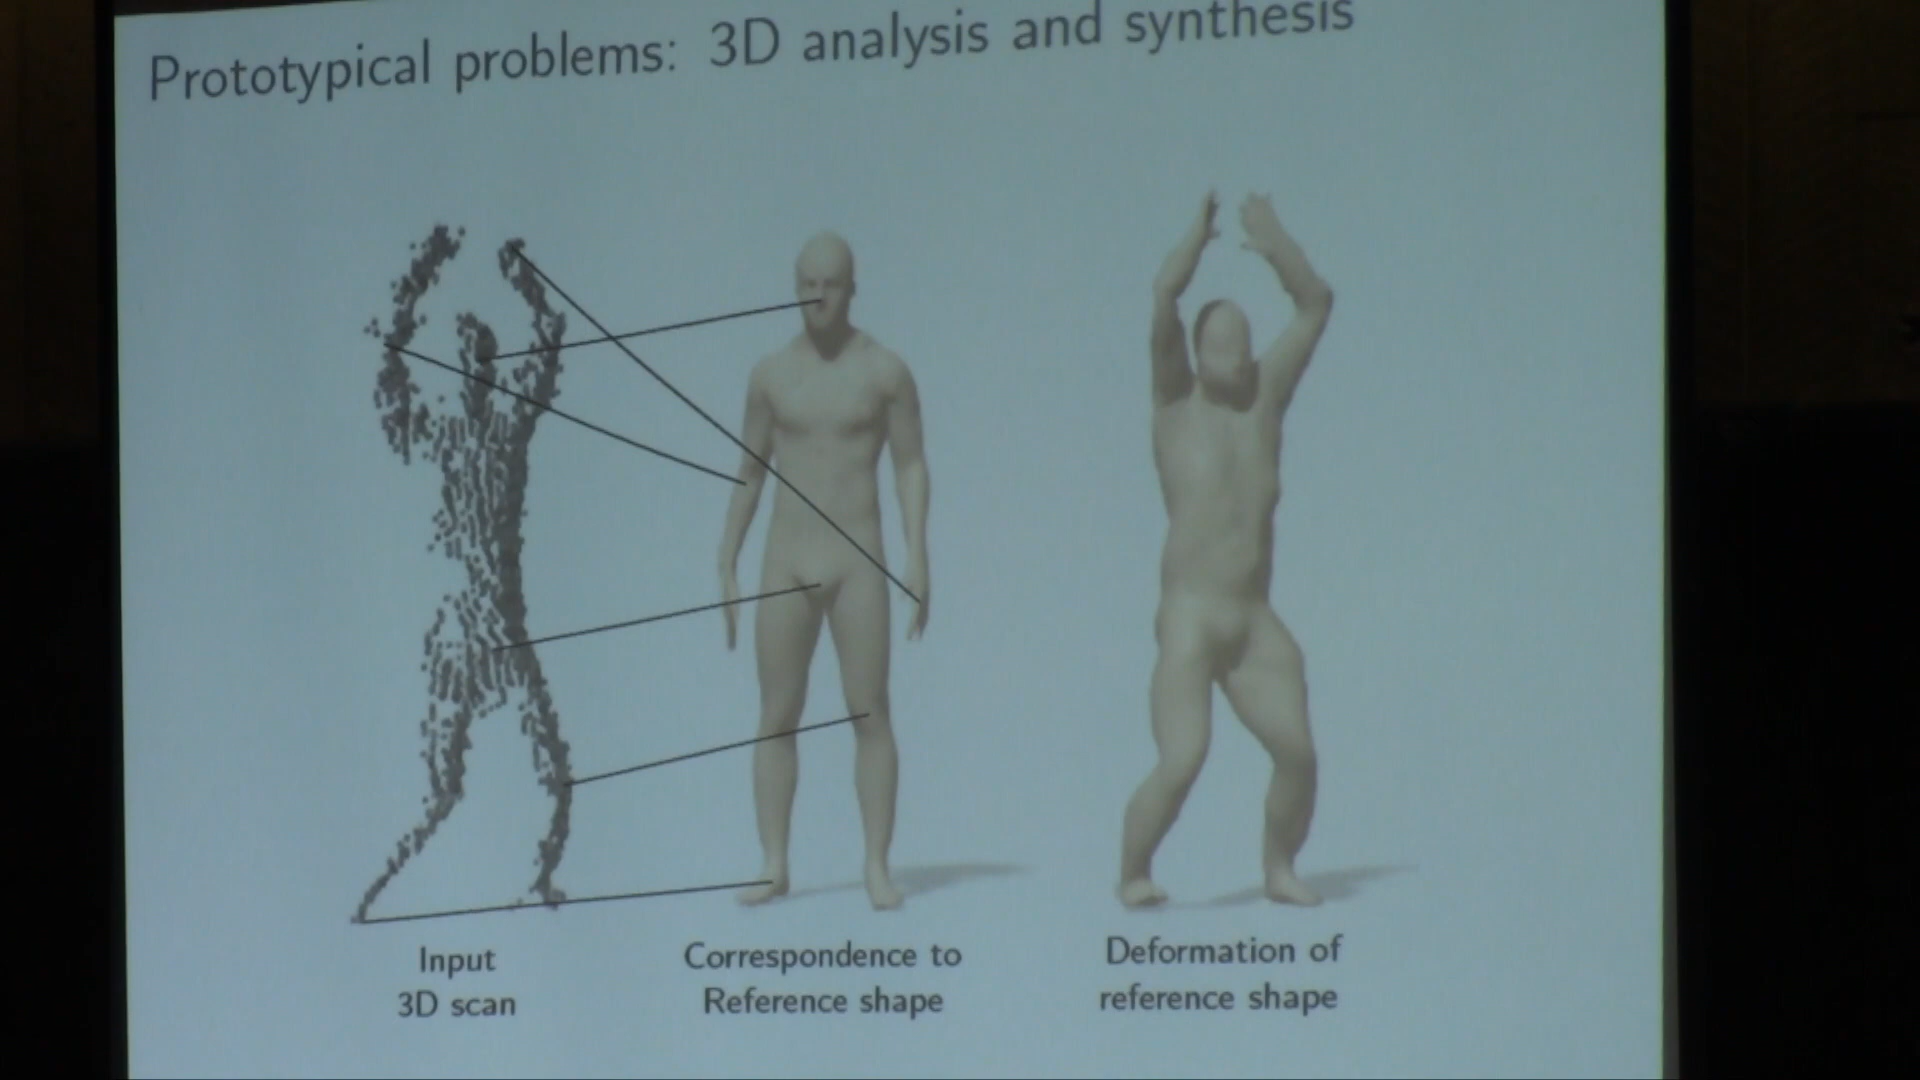 Prototypical problems: 3D analysis and synthesis
Input
3D scan
Correspondence to
Reference shape
Deformation of
reference shape